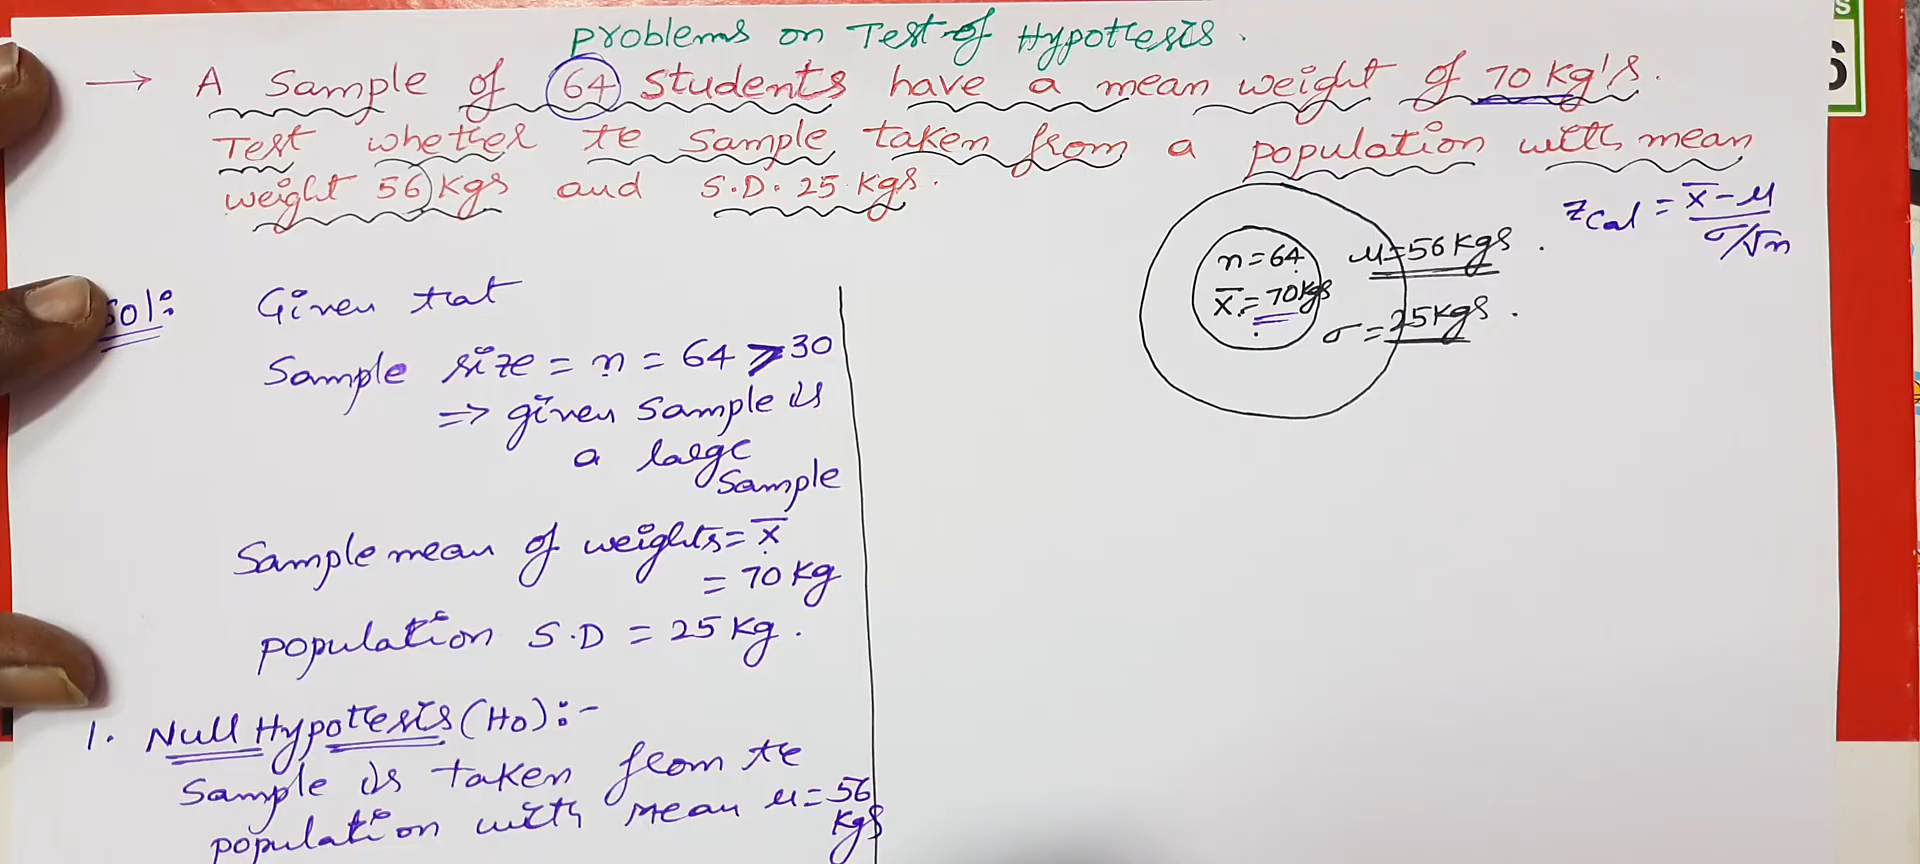 problems on Test of Hypothesis.
→ A Sample of 64 Students have a mean weight of 70 Kg's.
Test whether the Sample taken from a population with mean
weight 56 Kgs and S.D. 25 Kgs.
Zcal = x̄-μ / σ/√n
n=64
x̄=70kgs
μ=56 Kgs.
σ=25Kgs.
Sol: Given that
Sample size = n = 64 > 30
⇒ given Sample is
a large
Sample
Sample mean of weights = x̄
= 70 kg
population S.D = 25 kg.
1. Null Hypothesis (H0):-
Sample is taken from the
population with mean μ=56
Kgs
S